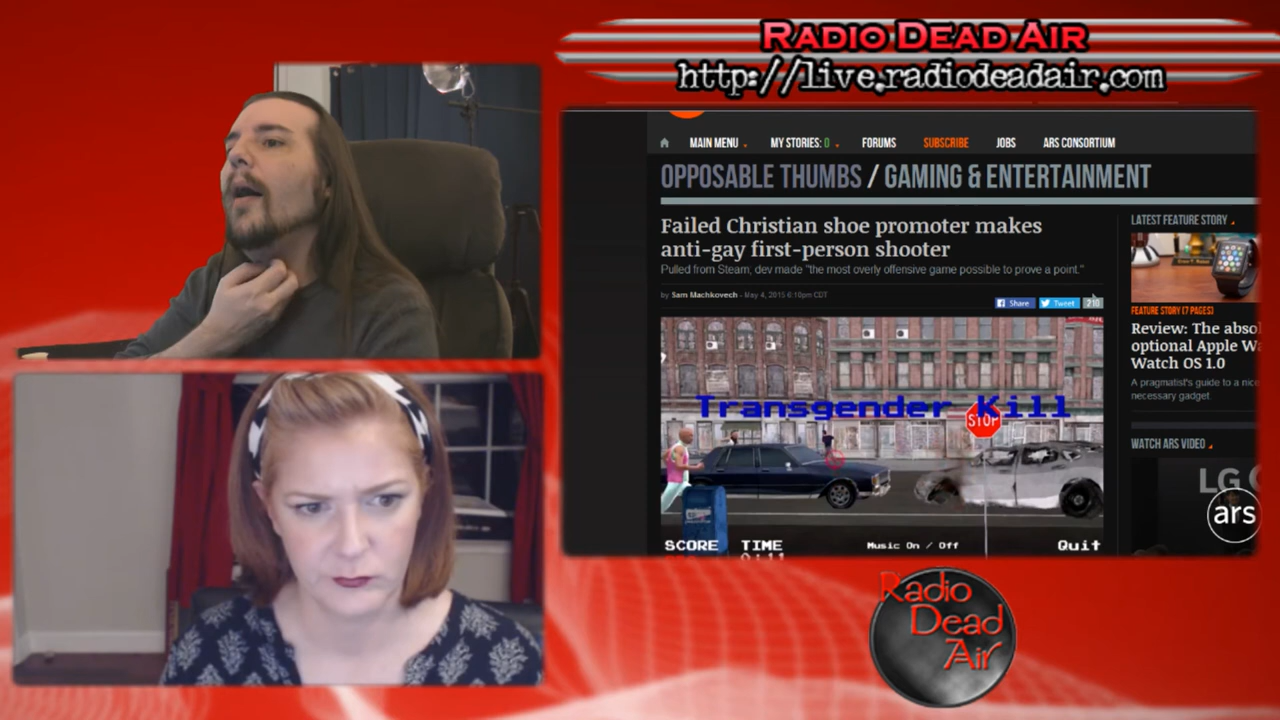 RADIO DEAD AIR
http://live.radiodeadair.com
MAIN MENU
MY STORIES: 0
FORUMS
SUBSCRIBE
JOBS
ARS CONSORTIUM
OPPOSABLE THUMBS / GAMING & ENTERTAINMENT
Failed Christian shoe promoter makes
anti-gay first-person shooter
Pulled from Steam, dev made "the most overly offensive game possible to prove a point."
by Sam Machkovech - May 4, 2015 6:10pm CDT
Share
Tweet
210
LATEST FEATURE STORY
FEATURE STORY (7 PAGES)
Review: The absol
optional Apple Wa
Watch OS 1.0
A pragmatist's guide to a nice
necessary gadget.
WATCH ARS VIDEO
LG
ars
Transgender Kill
STOP
SCORE
TIME
Music On / Off
Quit
Radio
Dead
Air